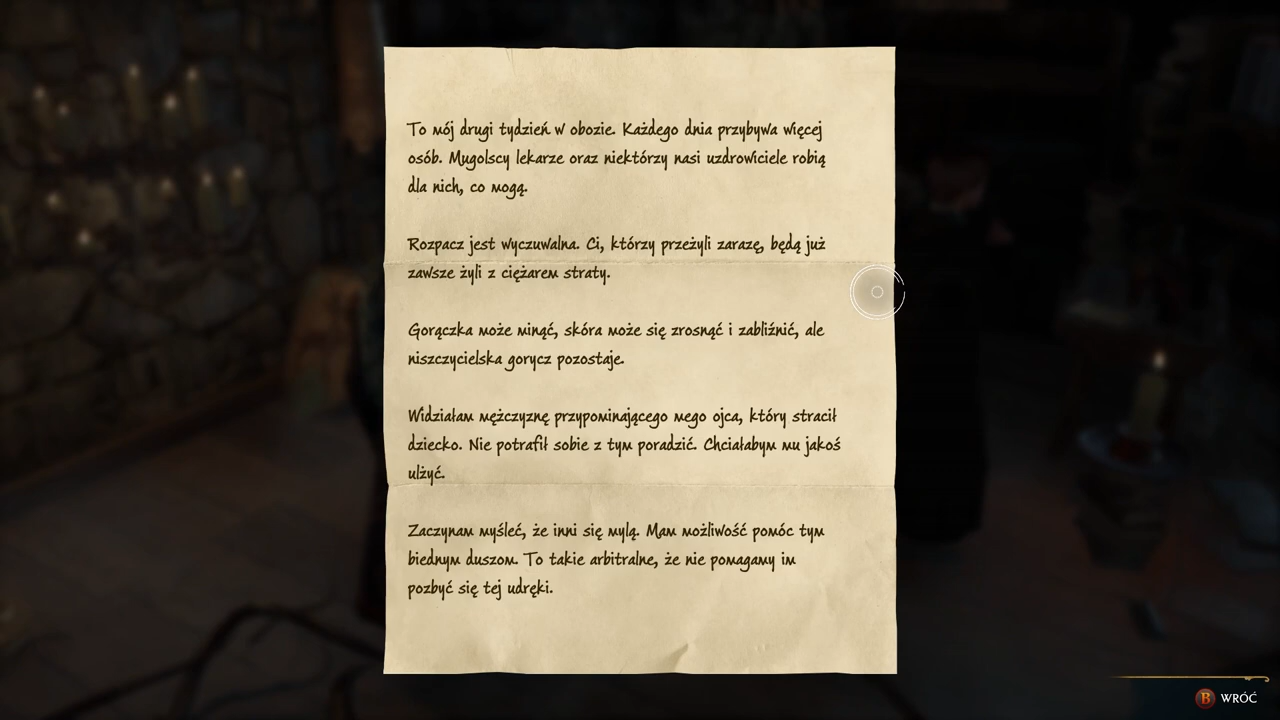 To mój drugi tydzień w obozie. Każdego dnia przybywa więcej
osób. Mugolscy lekarze oraz niektórzy nasi uzdrowiciele robią
dla nich, co mogą.
Rozpacz jest wyczuwalna. Ci, którzy przeżyli zarazę, będą już
zawsze żyli z ciężarem straty.
Gorączka może minąć, skóra może się zrosnąć i zabliźnić, ale
niszczycielska gorycz pozostaje.
Widziałam mężczyznę przypominającego mego ojca, który stracił
dziecko. Nie potrafił sobie z tym poradzić. Chciałabym mu jakoś
ulżyć.
Zaczynam myśleć, że inni się mylą. Mam możliwość pomóc tym
biednym duszom. To takie arbitralne, że nie pomagamy im
pozbyć się tej udręki.
B WRÓĆ